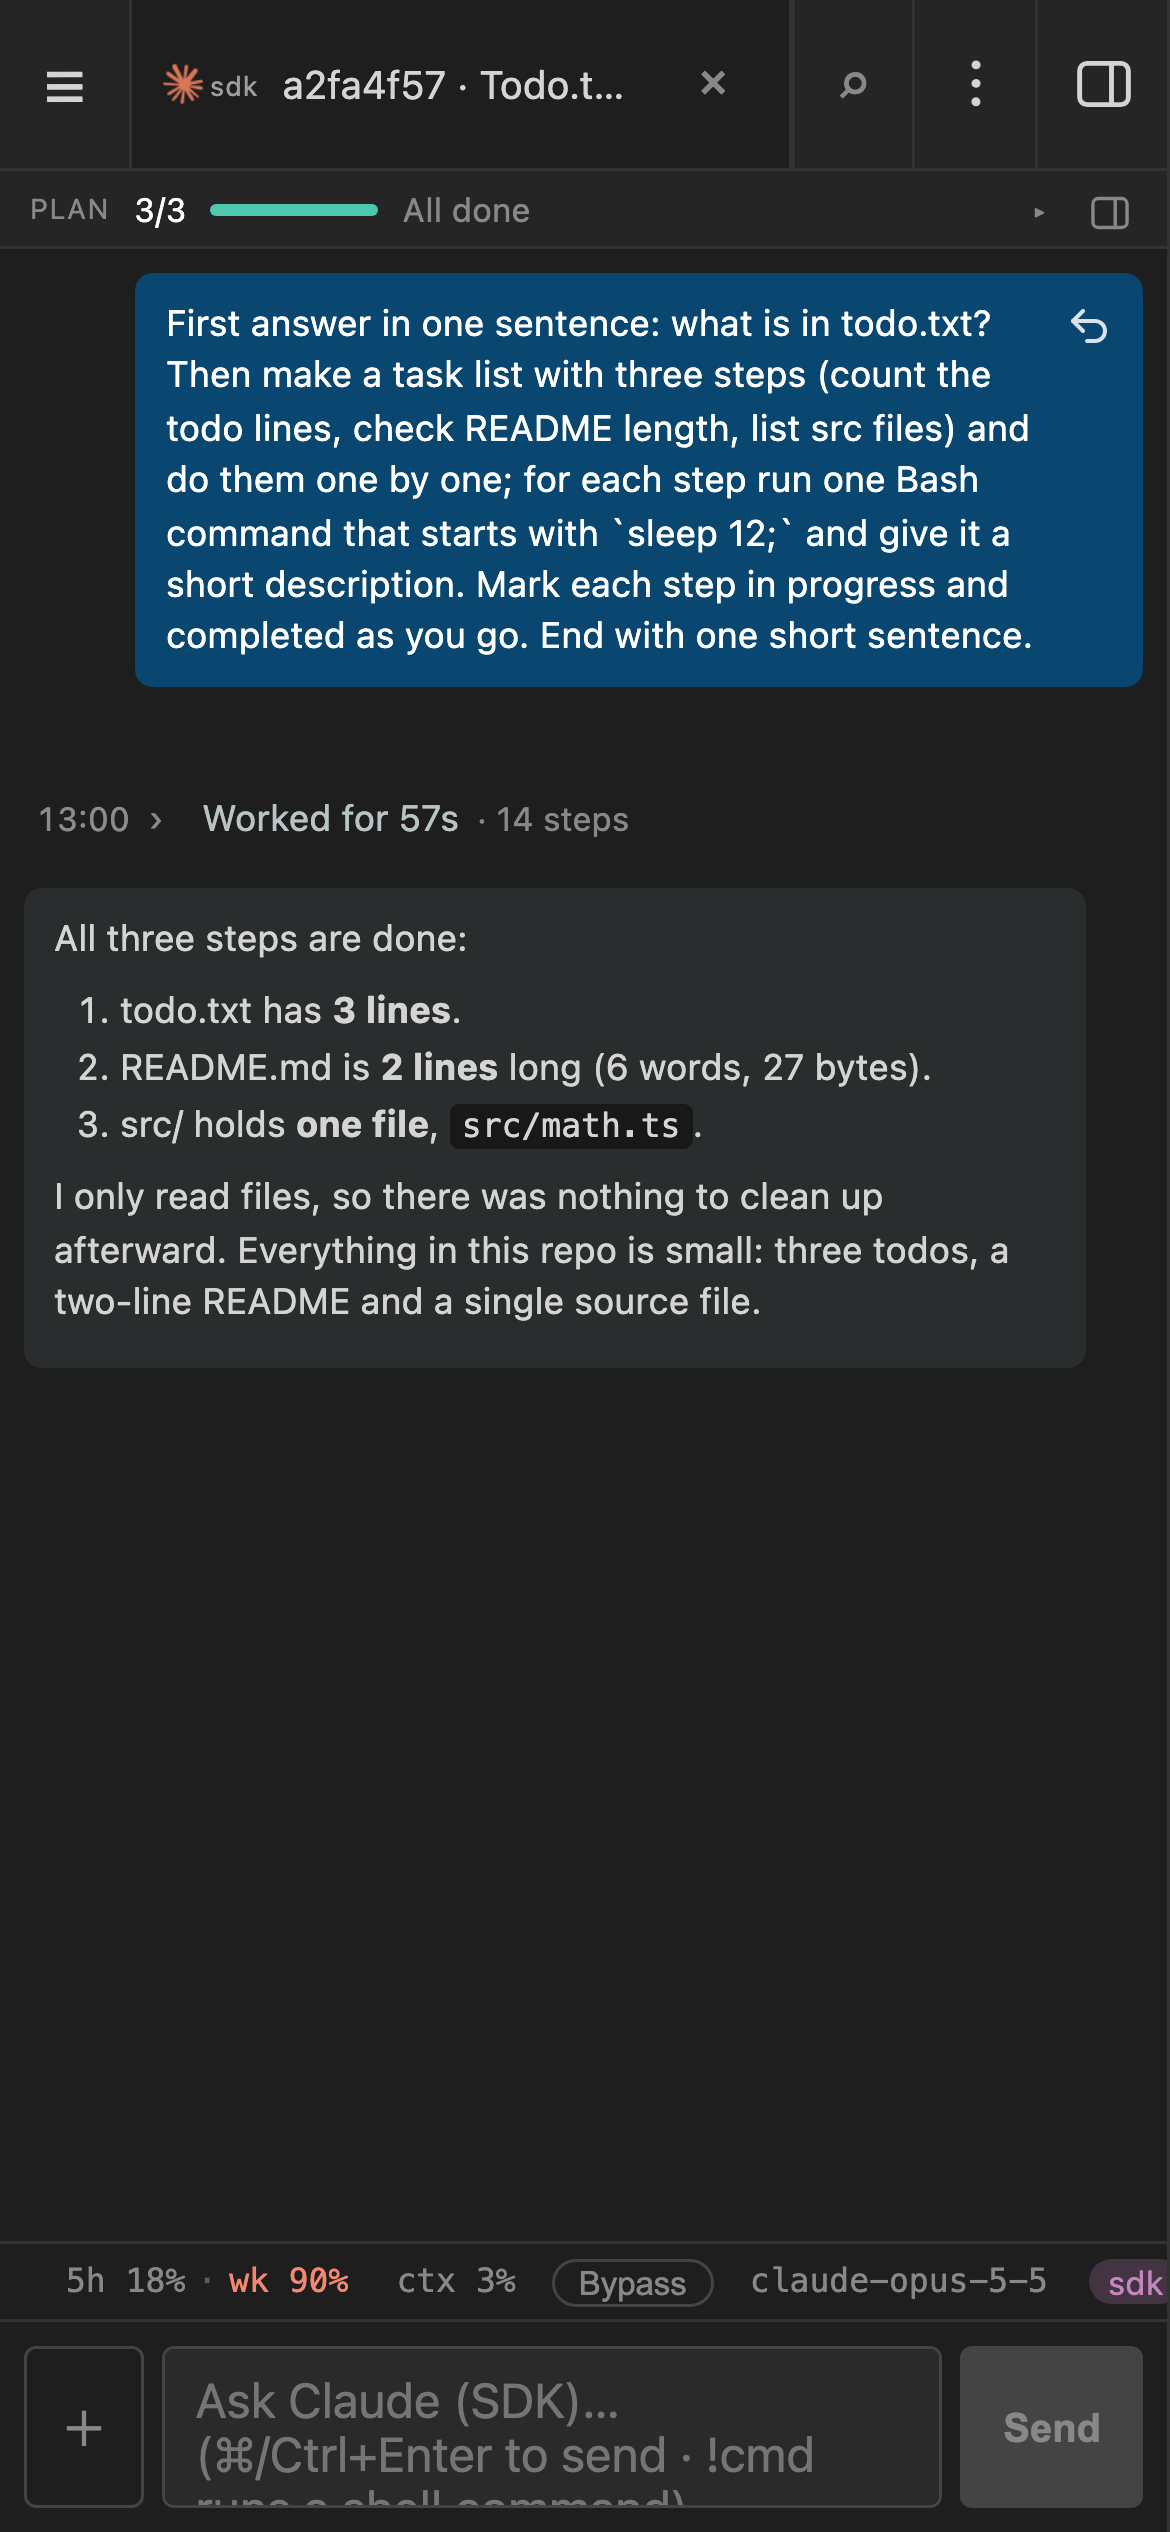 sdk a2fa4f57 · Todo.t...
PLAN 3/3 All done
First answer in one sentence: what is in todo.txt?
Then make a task list with three steps (count the
todo lines, check README length, list src files) and
do them one by one; for each step run one Bash
command that starts with `sleep 12;` and give it a
short description. Mark each step in progress and
completed as you go. End with one short sentence.
13:00 › Worked for 57s · 14 steps
All three steps are done:
1. todo.txt has 3 lines.
2. README.md is 2 lines long (6 words, 27 bytes).
3. src/ holds one file, src/math.ts.
I only read files, so there was nothing to clean up
afterward. Everything in this repo is small: three todos, a
two-line README and a single source file.
5h 18% · wk 90% ctx 3% Bypass claude-opus-5-5 sdk
Ask Claude (SDK)...
(⌘/Ctrl+Enter to send · !cmd
runs a shell command)
Send